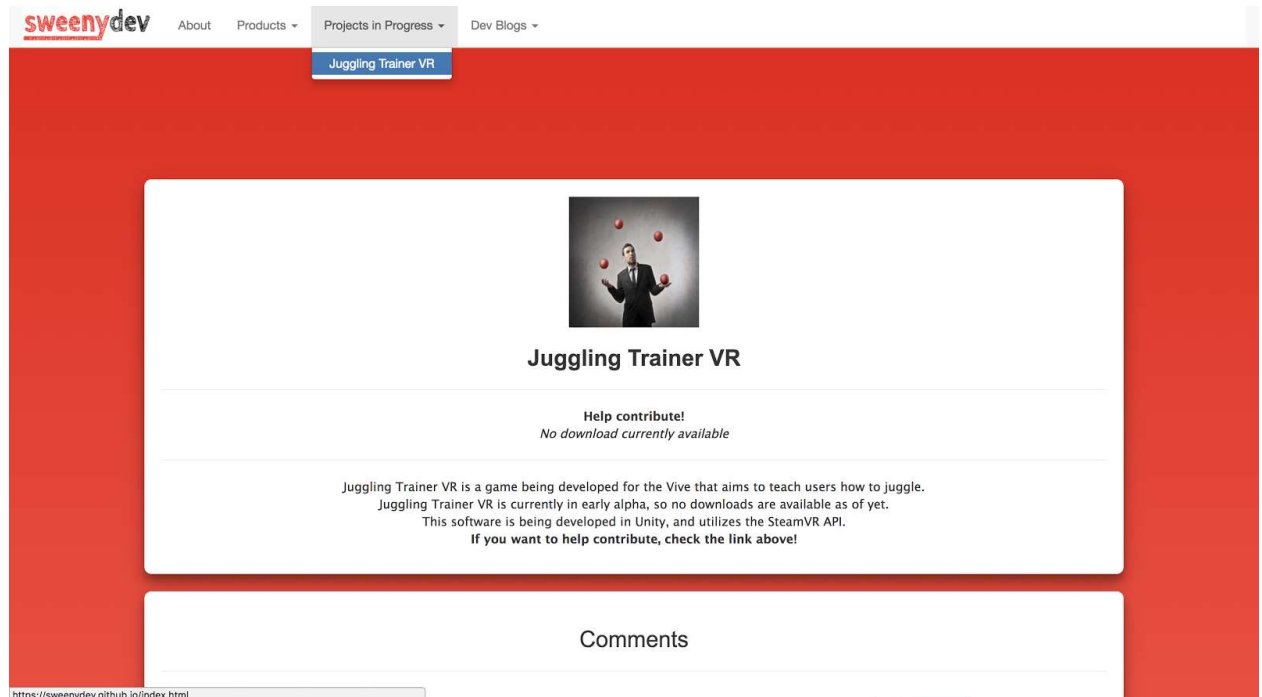 sweenydev About Products Projects in Progress Dev Blogs
Juggling Trainer VR
Juggling Trainer VR
Help contribute!
No download currently available
Juggling Trainer VR is a game being developed for the Vive that aims to teach users how to juggle.
Juggling Trainer VR is currently in early alpha, so no downloads are available as of yet.
This software is being developed in Unity, and utilizes the SteamVR API.
If you want to help contribute, check the link above!
Comments
https://sweenydev.github.io/index.html